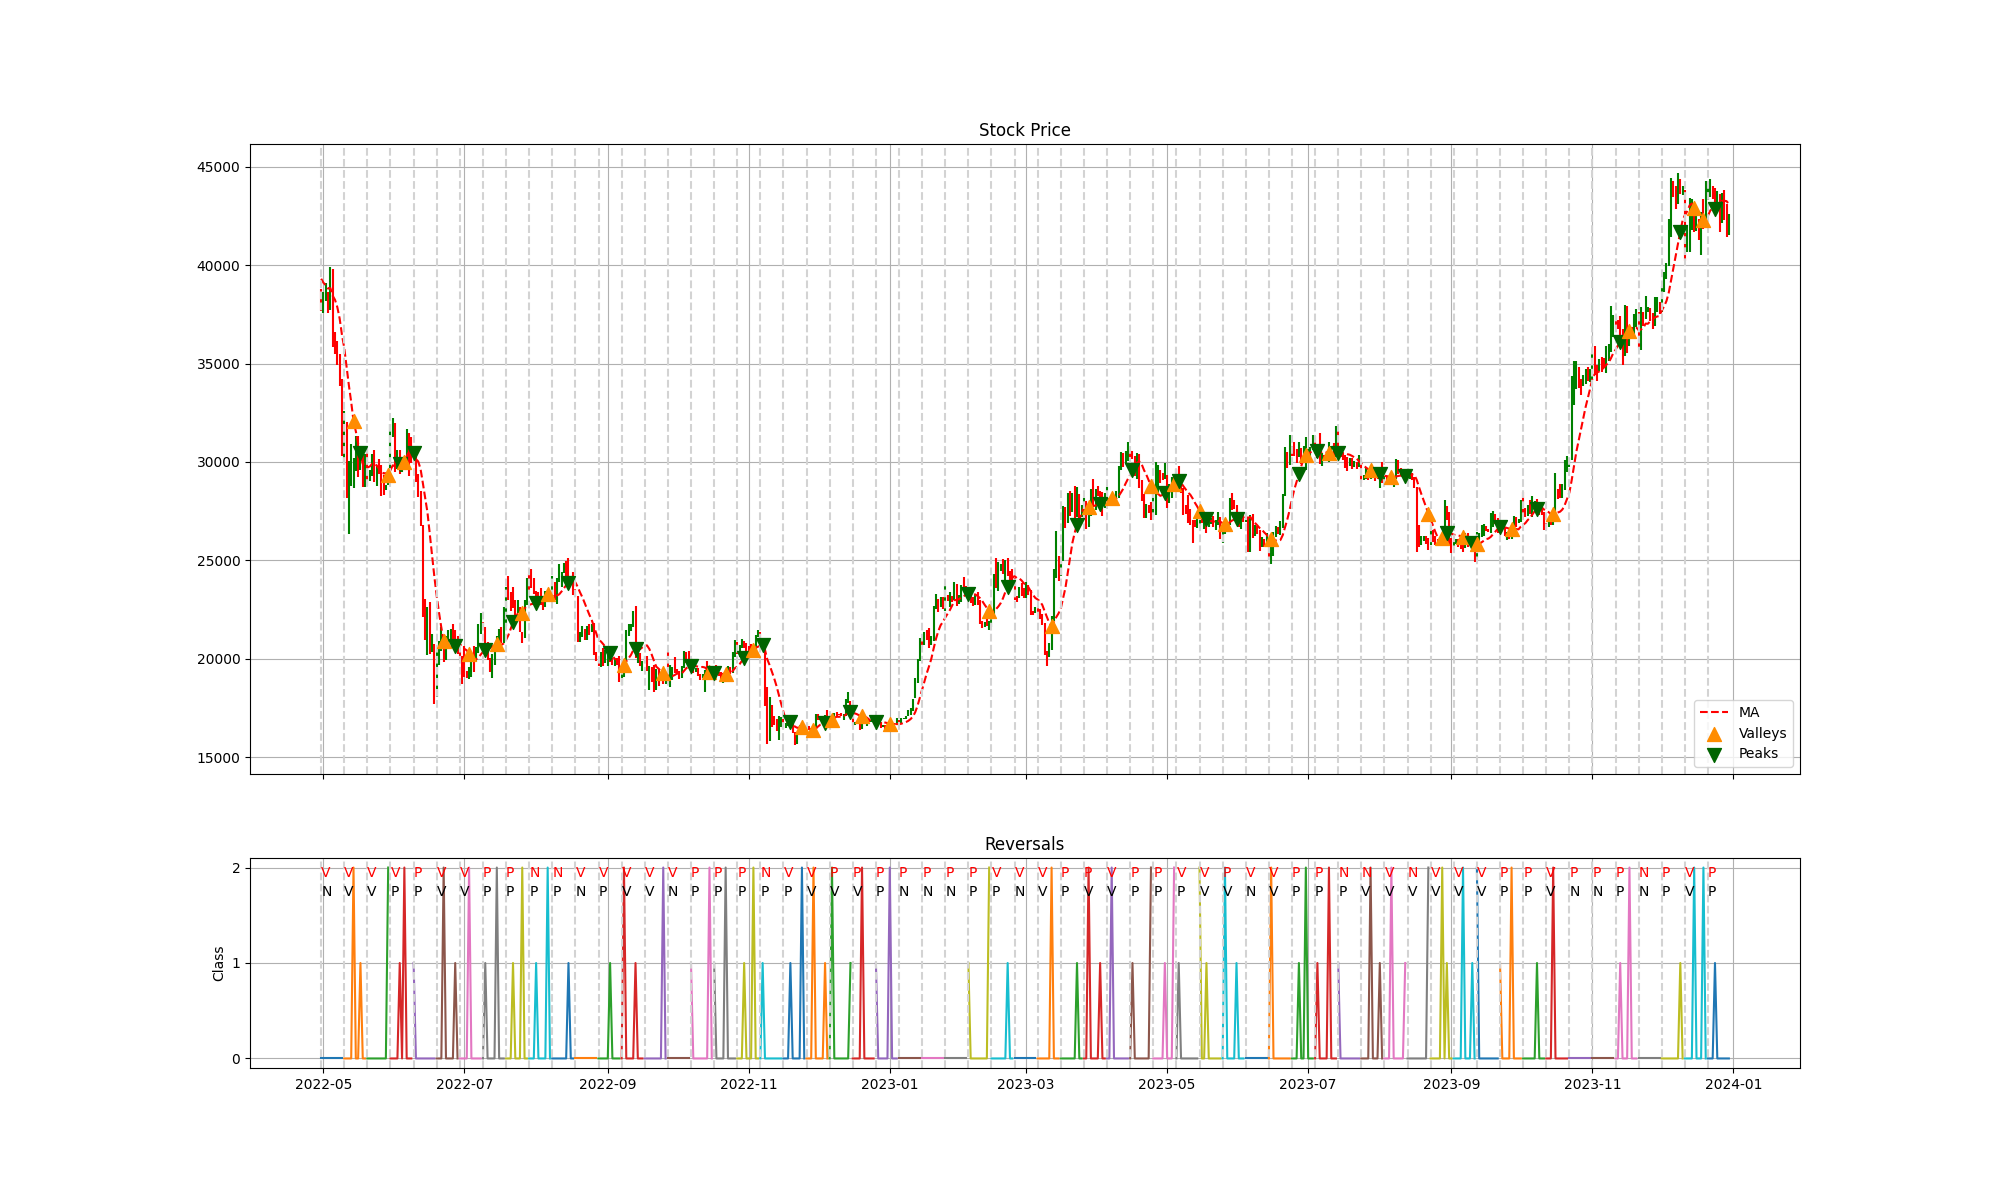 Stock Price
45000
40000
35000
30000
25000
20000
15000
MA
Valleys
Peaks
Reversals
V V V V P V V P P N N V V V V V P P P N V V P P P P P P P V V V P P V P P V V P V V P P N N V N V V V P P V P P P N P V P
N V V P P V V P P P P N P V V N P P P P P V V V P N N N P P N V P V V P P P V V N V P P P V V V V V V P P V N N P N P V P
Class
2
1
0
2022-05 2022-07 2022-09 2022-11 2023-01 2023-03 2023-05 2023-07 2023-09 2023-11 2024-01